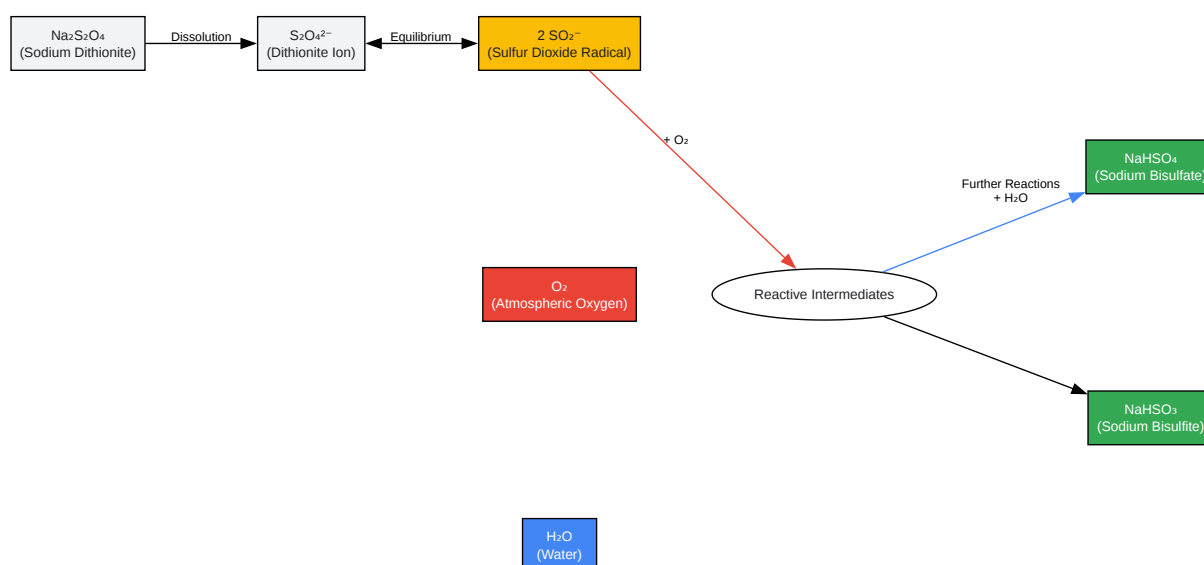 Na₂S₂O₄
(Sodium Dithionite)
Dissolution
S₂O₄²⁻
(Dithionite Ion)
Equilibrium
2 SO₂⁻
(Sulfur Dioxide Radical)
+ O₂
NaHSO₄
(Sodium Bisulfate)
Further Reactions
+ H₂O
O₂
(Atmospheric Oxygen)
Reactive Intermediates
NaHSO₃
(Sodium Bisulfite)
H₂O
(Water)